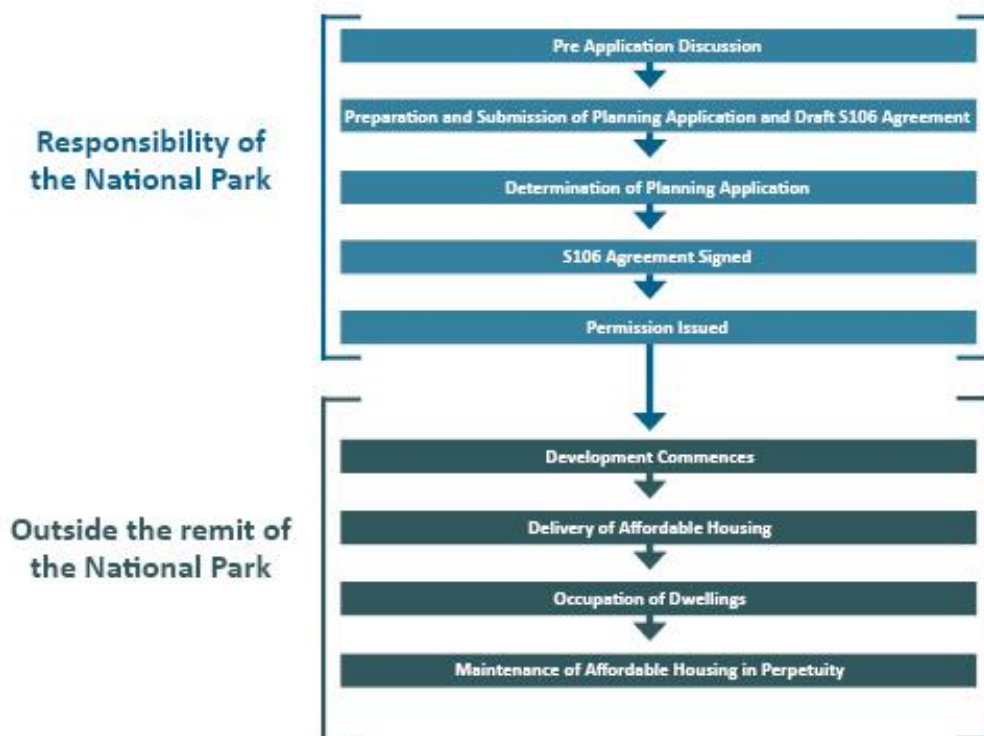 Responsibility of
the National Park
Pre Application Discussion
Preparation and Submission of Planning Application and Draft S106 Agreement
Determination of Planning Application
S106 Agreement Signed
Permission Issued
Outside the remit of
the National Park
Development Commences
Delivery of Affordable Housing
Occupation of Dwellings
Maintenance of Affordable Housing in Perpetuity